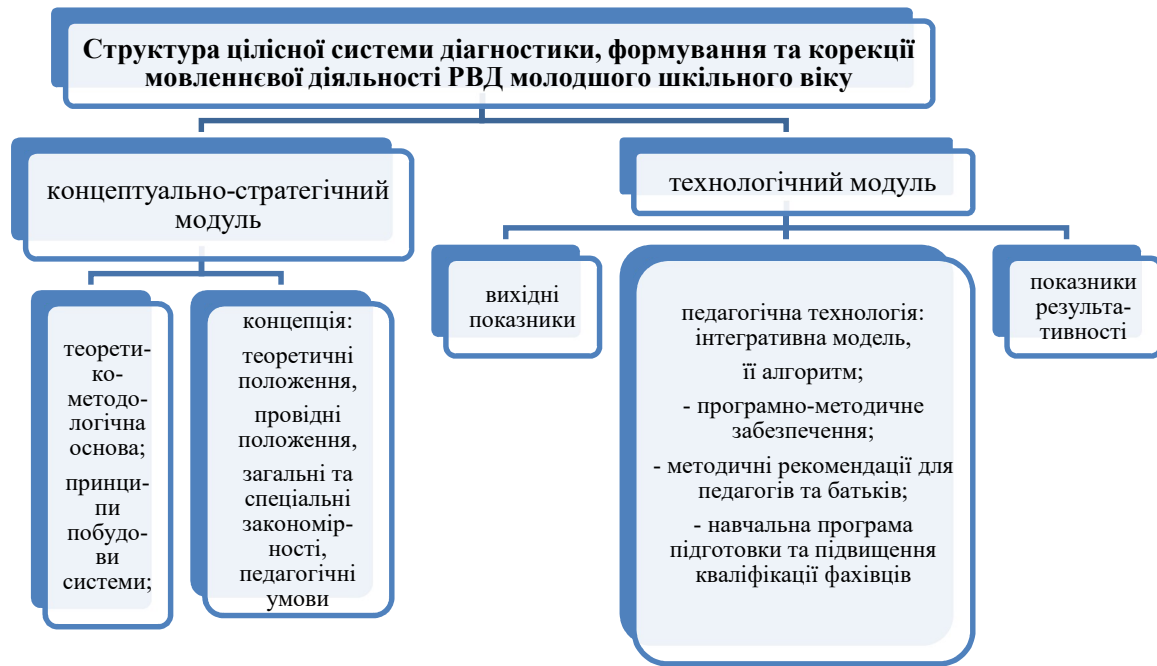 Структура цілісної системи діагностики, формування та корекції
мовленнєвої діяльності РВД молодшого шкільного віку
концептуально-стратегічний
модуль
технологічний модуль
теорети-
ко-
методо-
логічна
основа;
принци-
пи
побудо-
ви
системи;
концепція:
теоретичні
положення,
провідні
положення,
загальні та
спеціальні
закономір-
ності,
педагогічні
умови
вихідні
показники
педагогічна технологія:
інтегративна модель,
її алгоритм;
- програмно-методичне
забезпечення;
- методичні рекомендації для
педагогів та батьків;
- навчальна програма
підготовки та підвищення
кваліфікації фахівців
показники
результа-
тивності